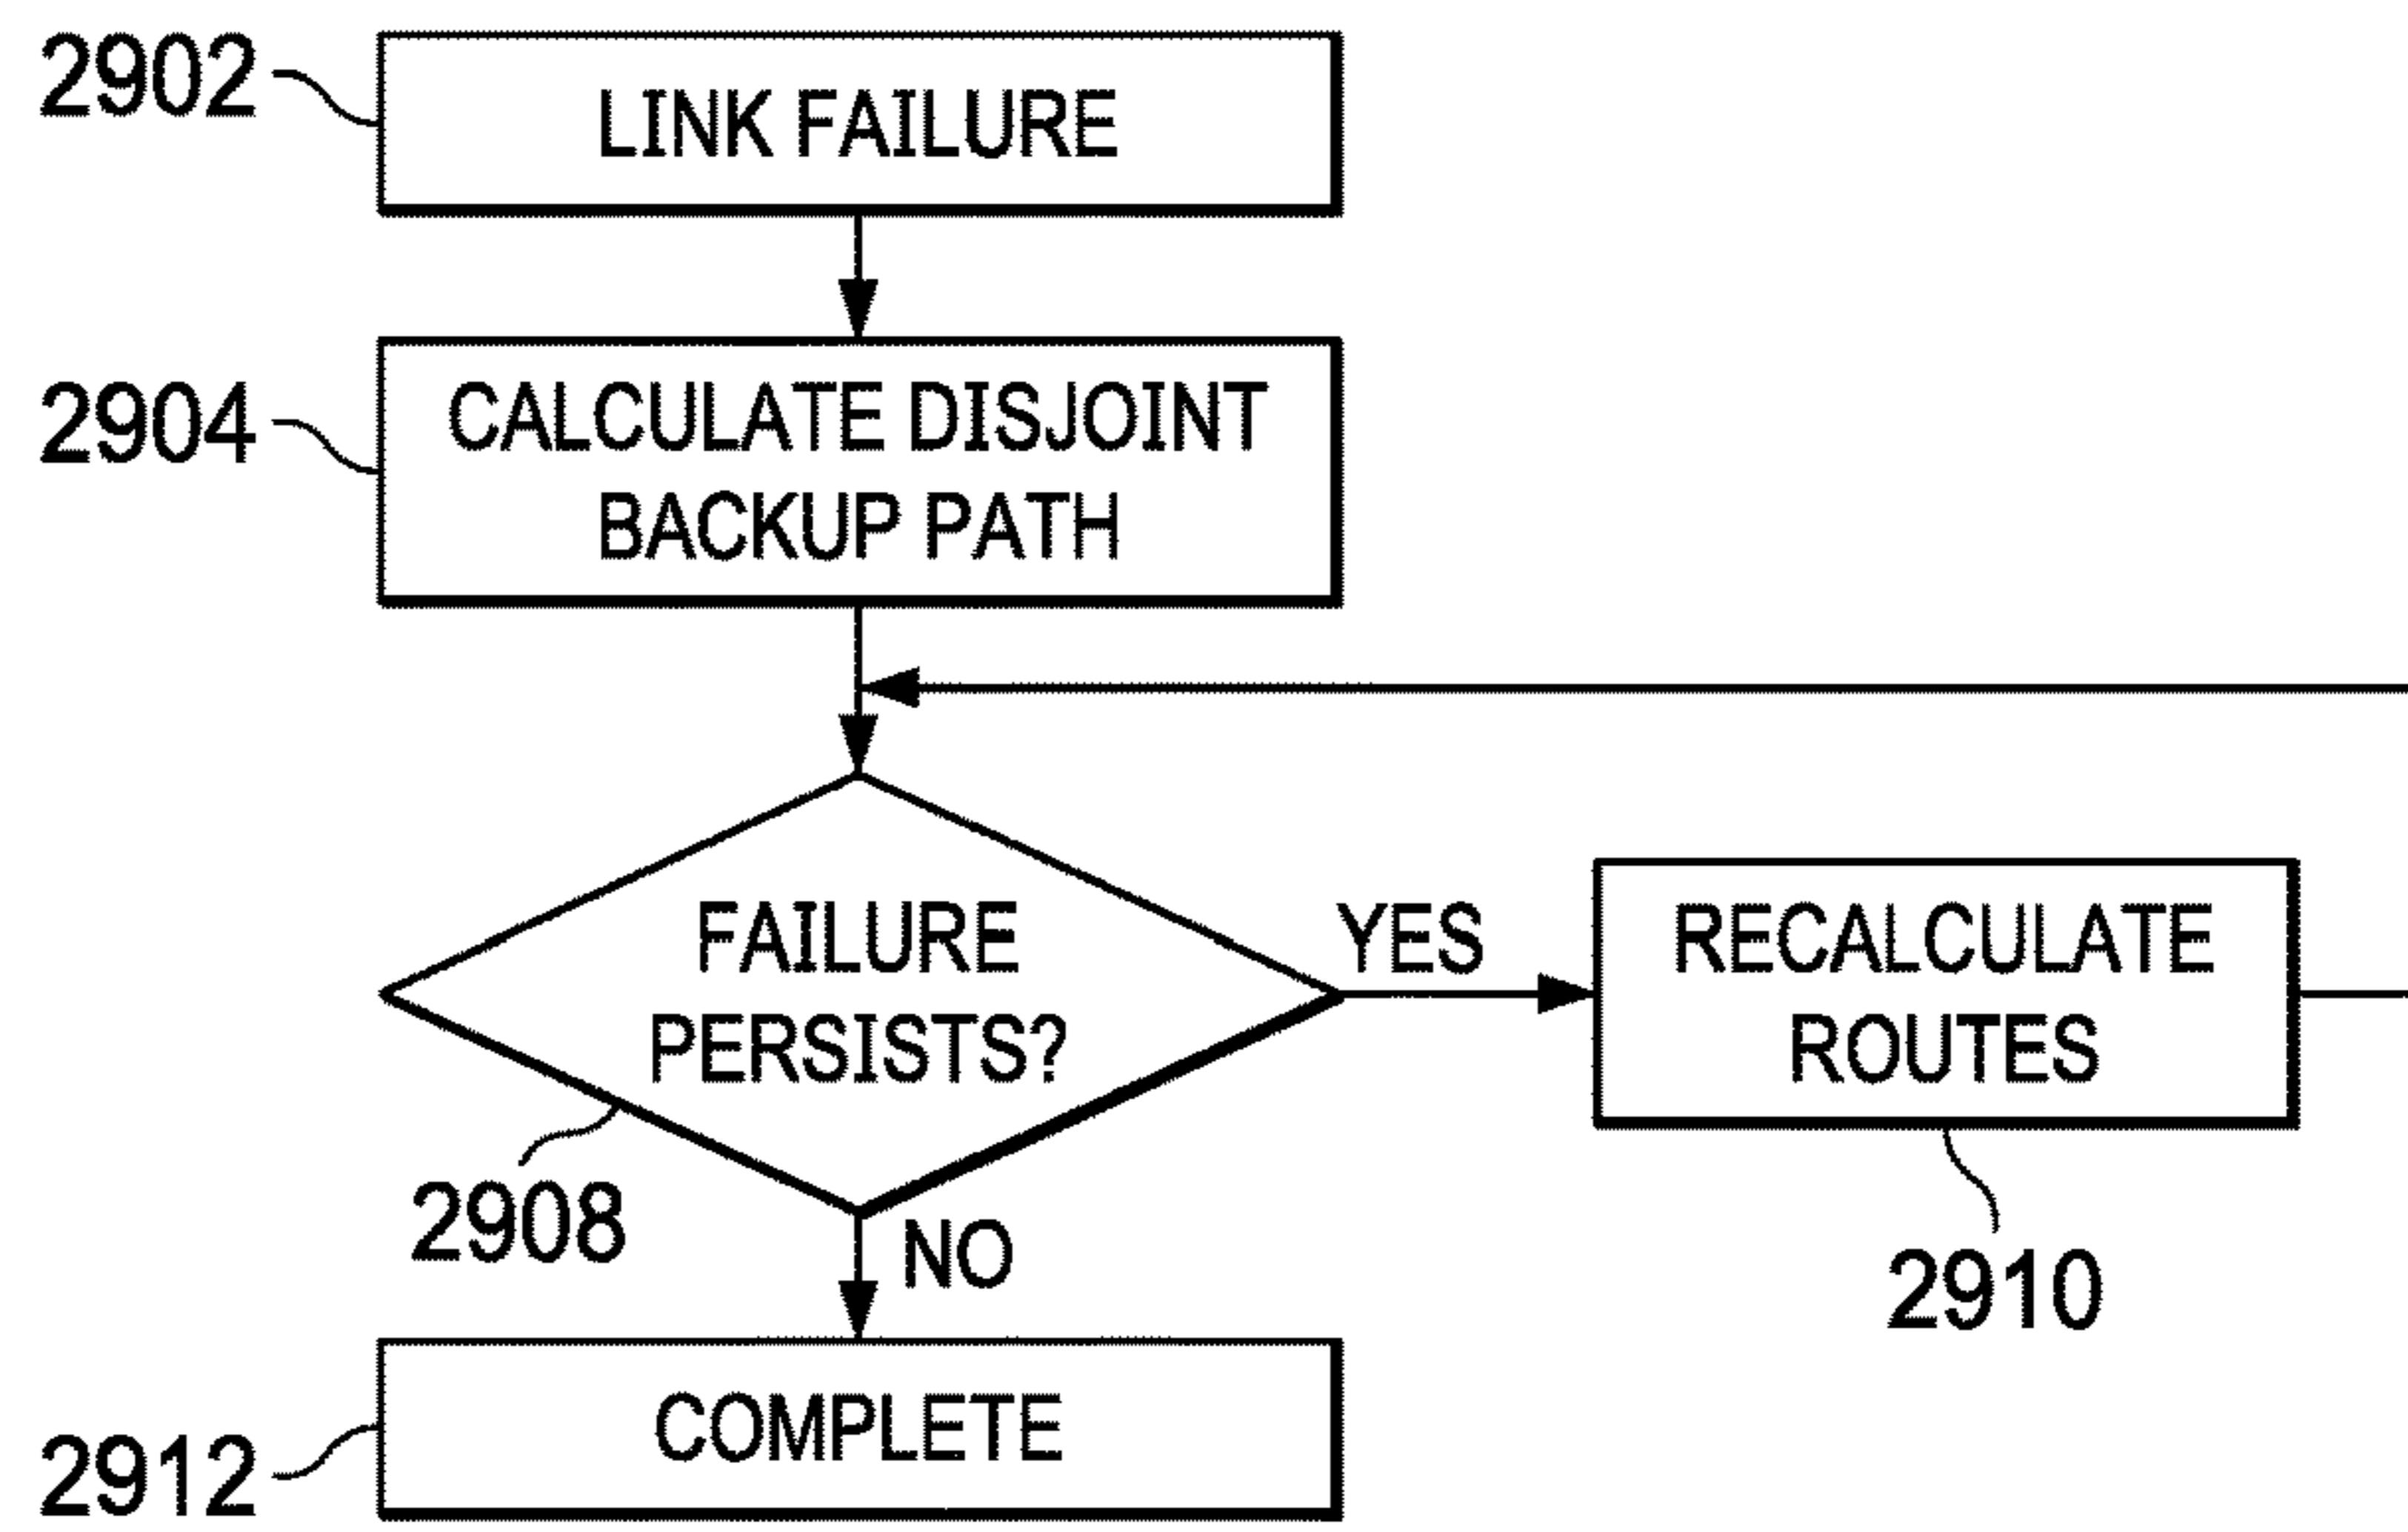 2902
LINK FAILURE
2904
CALCULATE DISJOINT
BACKUP PATH
FAILURE
PERSISTS?
YES
RECALCULATE
ROUTES
2908
NO
2910
2912
COMPLETE